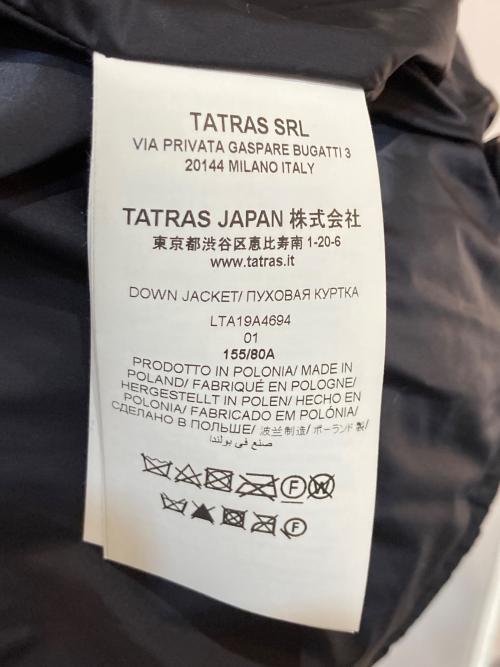 TATRAS SRL
VIA PRIVATA GASPARE BUGATTI 3
20144 MILANO ITALY
TATRAS JAPAN 株式会社
東京都渋谷区恵比寿南 1-20-6
www.tatras.it
DOWN JACKET/ ПУХОВАЯ КУРТКА
LTA19A4694
01
155/80A
PRODOTTO IN POLONIA/ MADE IN
POLAND/ FABRIQUÉ EN POLOGNE/
HERGESTELLT IN POLEN/ HECHO EN
POLONIA/ FABRICADO EM POLÓNIA/
СДЕЛАНО В ПОЛЬШЕ/ 波兰制造/ ポーランド製/
صنع في بولندا/
F W
F